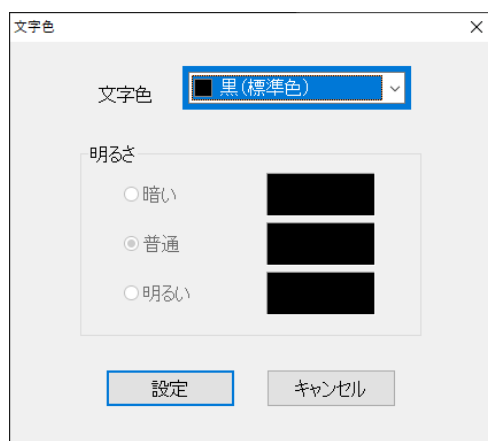 文字色
文字色 黒(標準色)
明るさ
暗い
普通
明るい
設定 キャンセル